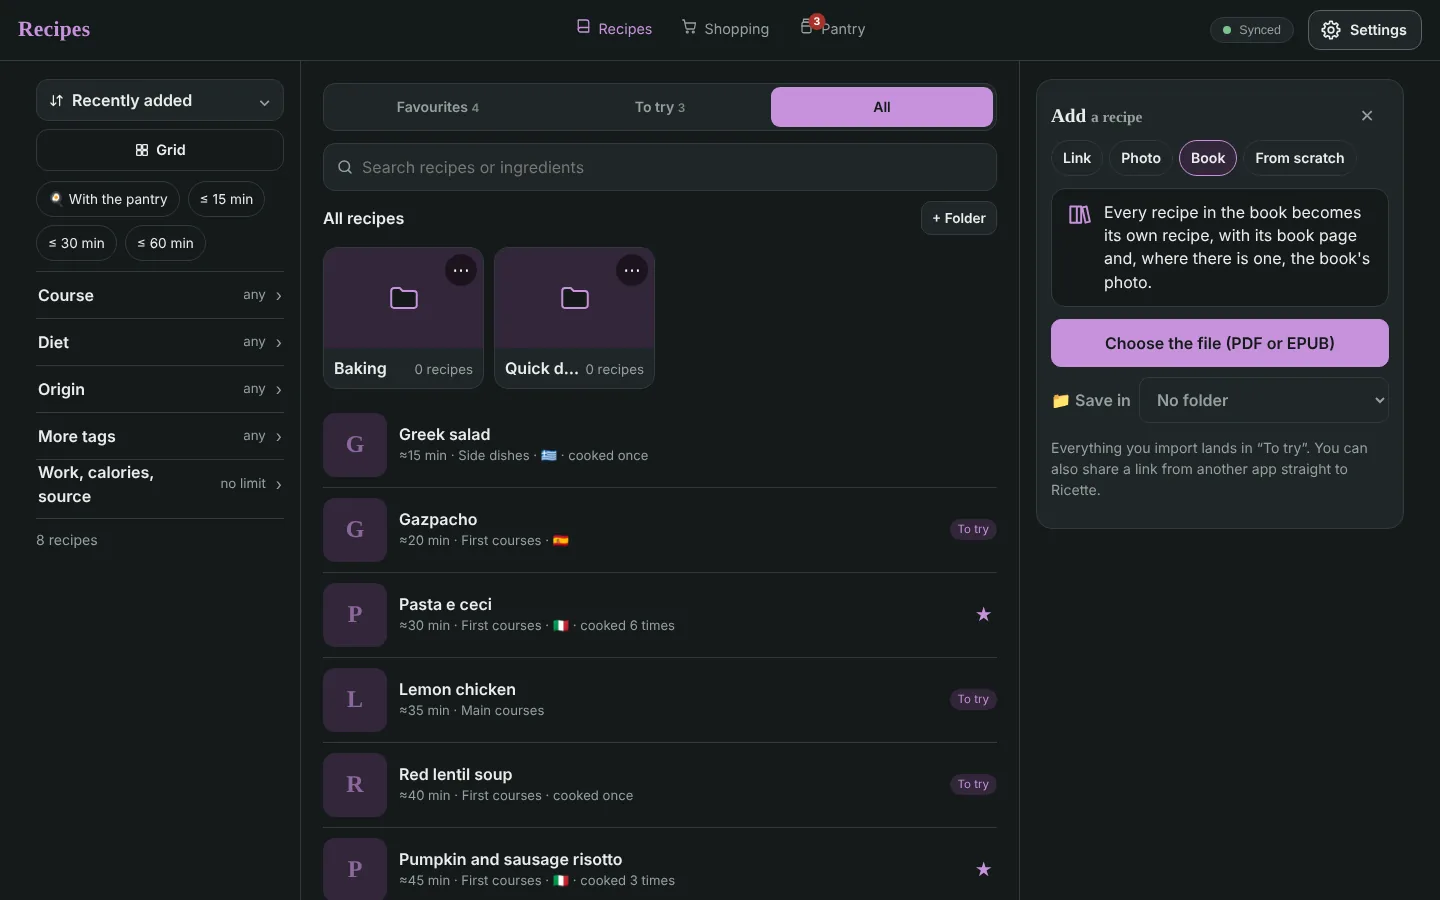 Recipes
Recipes
Shopping
3
Pantry
Synced
Settings
Recently added
Grid
With the pantry
≤ 15 min
≤ 30 min
≤ 60 min
Course any
Diet any
Origin any
More tags any
Work, calories, source no limit
8 recipes
Favourites 4
To try 3
All
Search recipes or ingredients
All recipes
+ Folder
Baking 0 recipes
Quick d... 0 recipes
G
Greek salad
≈15 min · Side dishes · 🇬🇷 · cooked once
G
Gazpacho
≈20 min · First courses · 🇪🇸
To try
P
Pasta e ceci
≈30 min · First courses · 🇮🇹 · cooked 6 times
L
Lemon chicken
≈35 min · Main courses
To try
R
Red lentil soup
≈40 min · First courses · cooked once
To try
P
Pumpkin and sausage risotto
≈45 min · First courses · 🇮🇹 · cooked 3 times
Add a recipe
Link
Photo
Book
From scratch
Every recipe in the book becomes
its own recipe, with its book page
and, where there is one, the book's
photo.
Choose the file (PDF or EPUB)
📁 Save in
No folder
Everything you import lands in “To try”. You can
also share a link from another app straight to
Ricette.